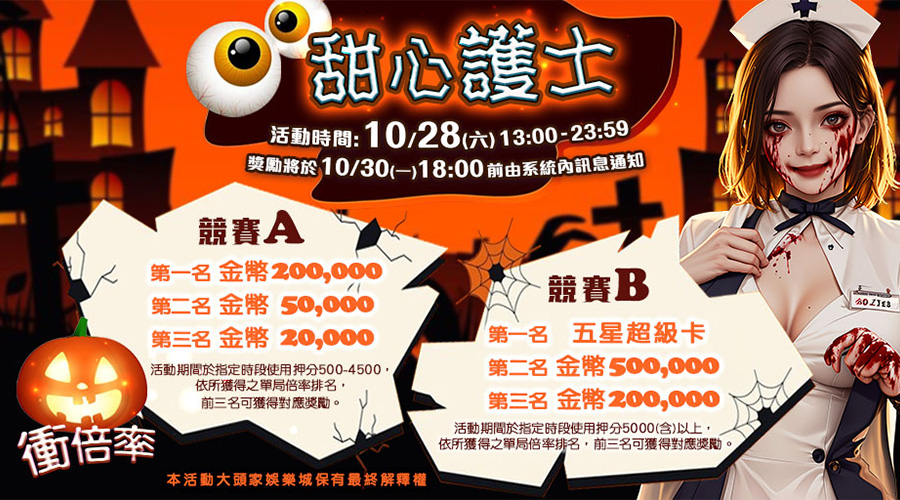 甜心護士
活動時間: 10/28(六) 13:00-23:59
獎勵將於 10/30(一)18:00 前由系統內訊息通知
競賽A
第一名 金幣 200,000
第二名 金幣 50,000
第三名 金幣 20,000
活動期間於指定時段使用押分500-4500，
依所獲得之單局倍率排名，
前三名可獲得對應獎勵。
競賽B
第一名 五星超級卡
第二名 金幣 500,000
第三名 金幣 200,000
活動期間於指定時段使用押分5000(含)以上，
依所獲得之單局倍率排名，前三名可獲得對應獎勵。
衝倍率
本活動大頭家娛樂城保有最終解釋權